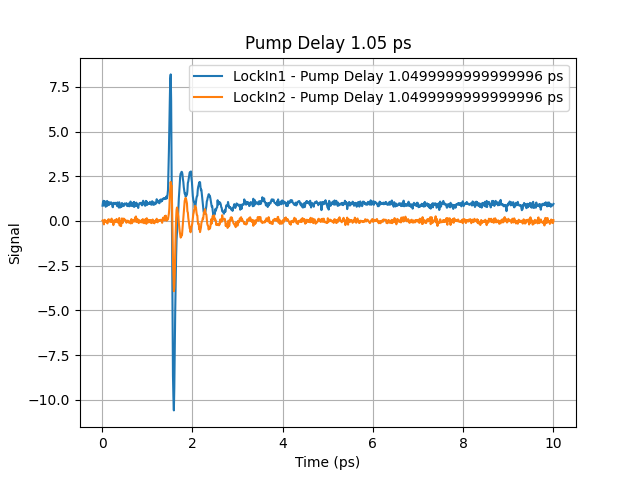 Pump Delay 1.05 ps
LockIn1 - Pump Delay 1.0499999999999996 ps
LockIn2 - Pump Delay 1.0499999999999996 ps
7.5
5.0
2.5
0.0
−2.5
−5.0
−7.5
−10.0
Signal
0 2 4 6 8 10
Time (ps)